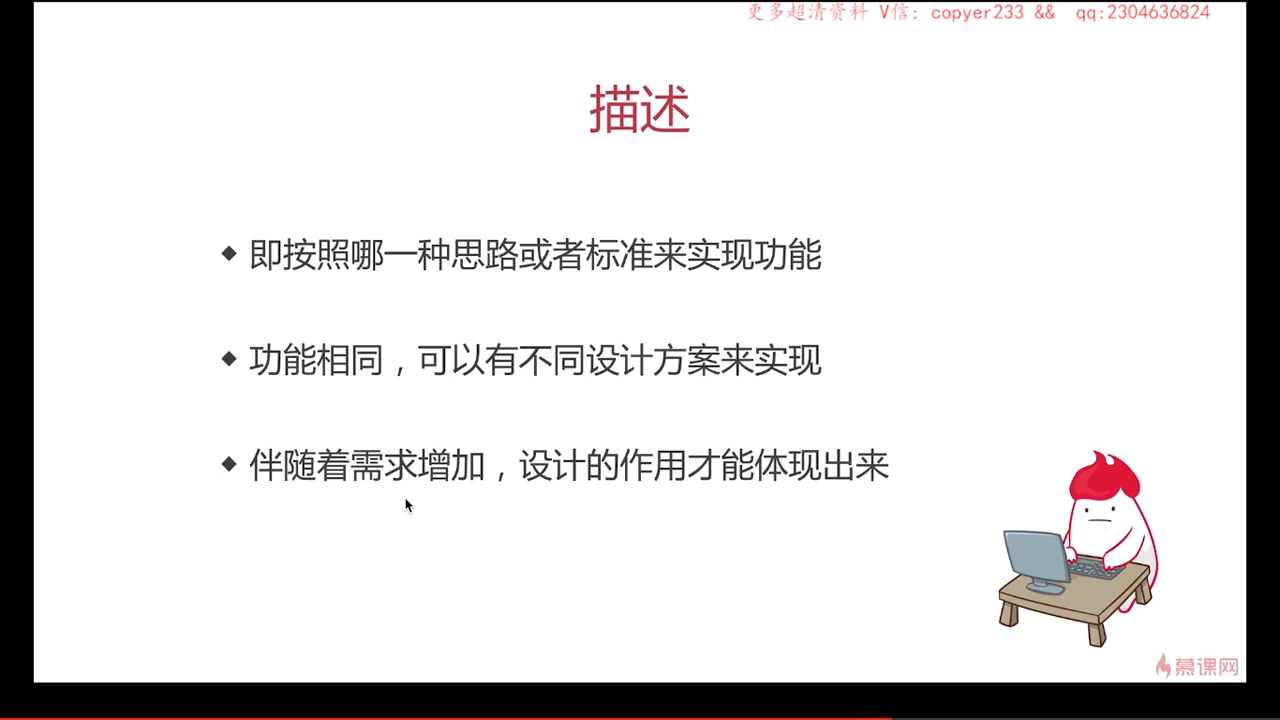 更多超清资料 V信: copyer233 && qq:2304636824
描述
◆ 即按照哪一种思路或者标准来实现功能
◆ 功能相同，可以有不同设计方案来实现
◆ 伴随着需求增加，设计的作用才能体现出来
慕课网